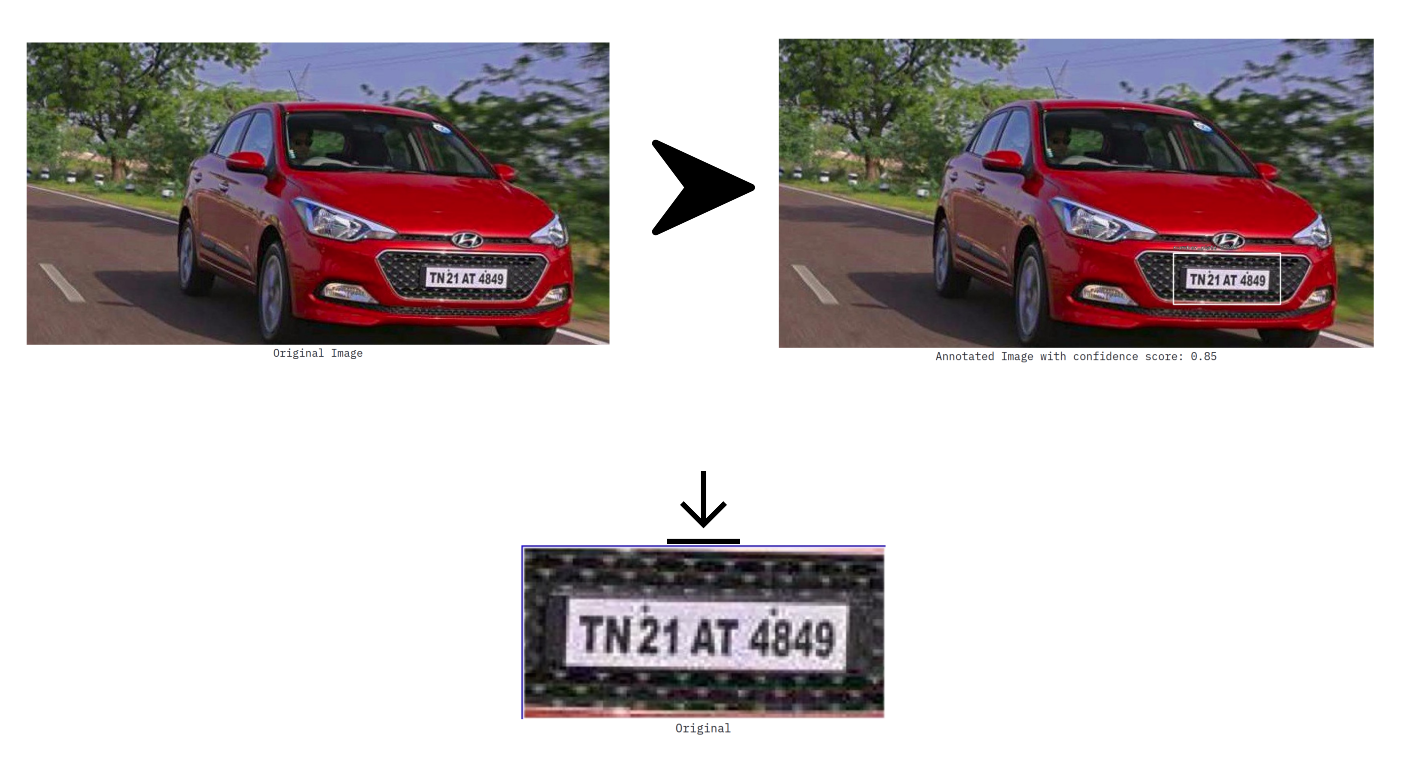 TN 21 AT 4849
Original Image
TN 21 AT 4849
Annotated Image with confidence score: 0.85
TN 21 AT 4849
Original